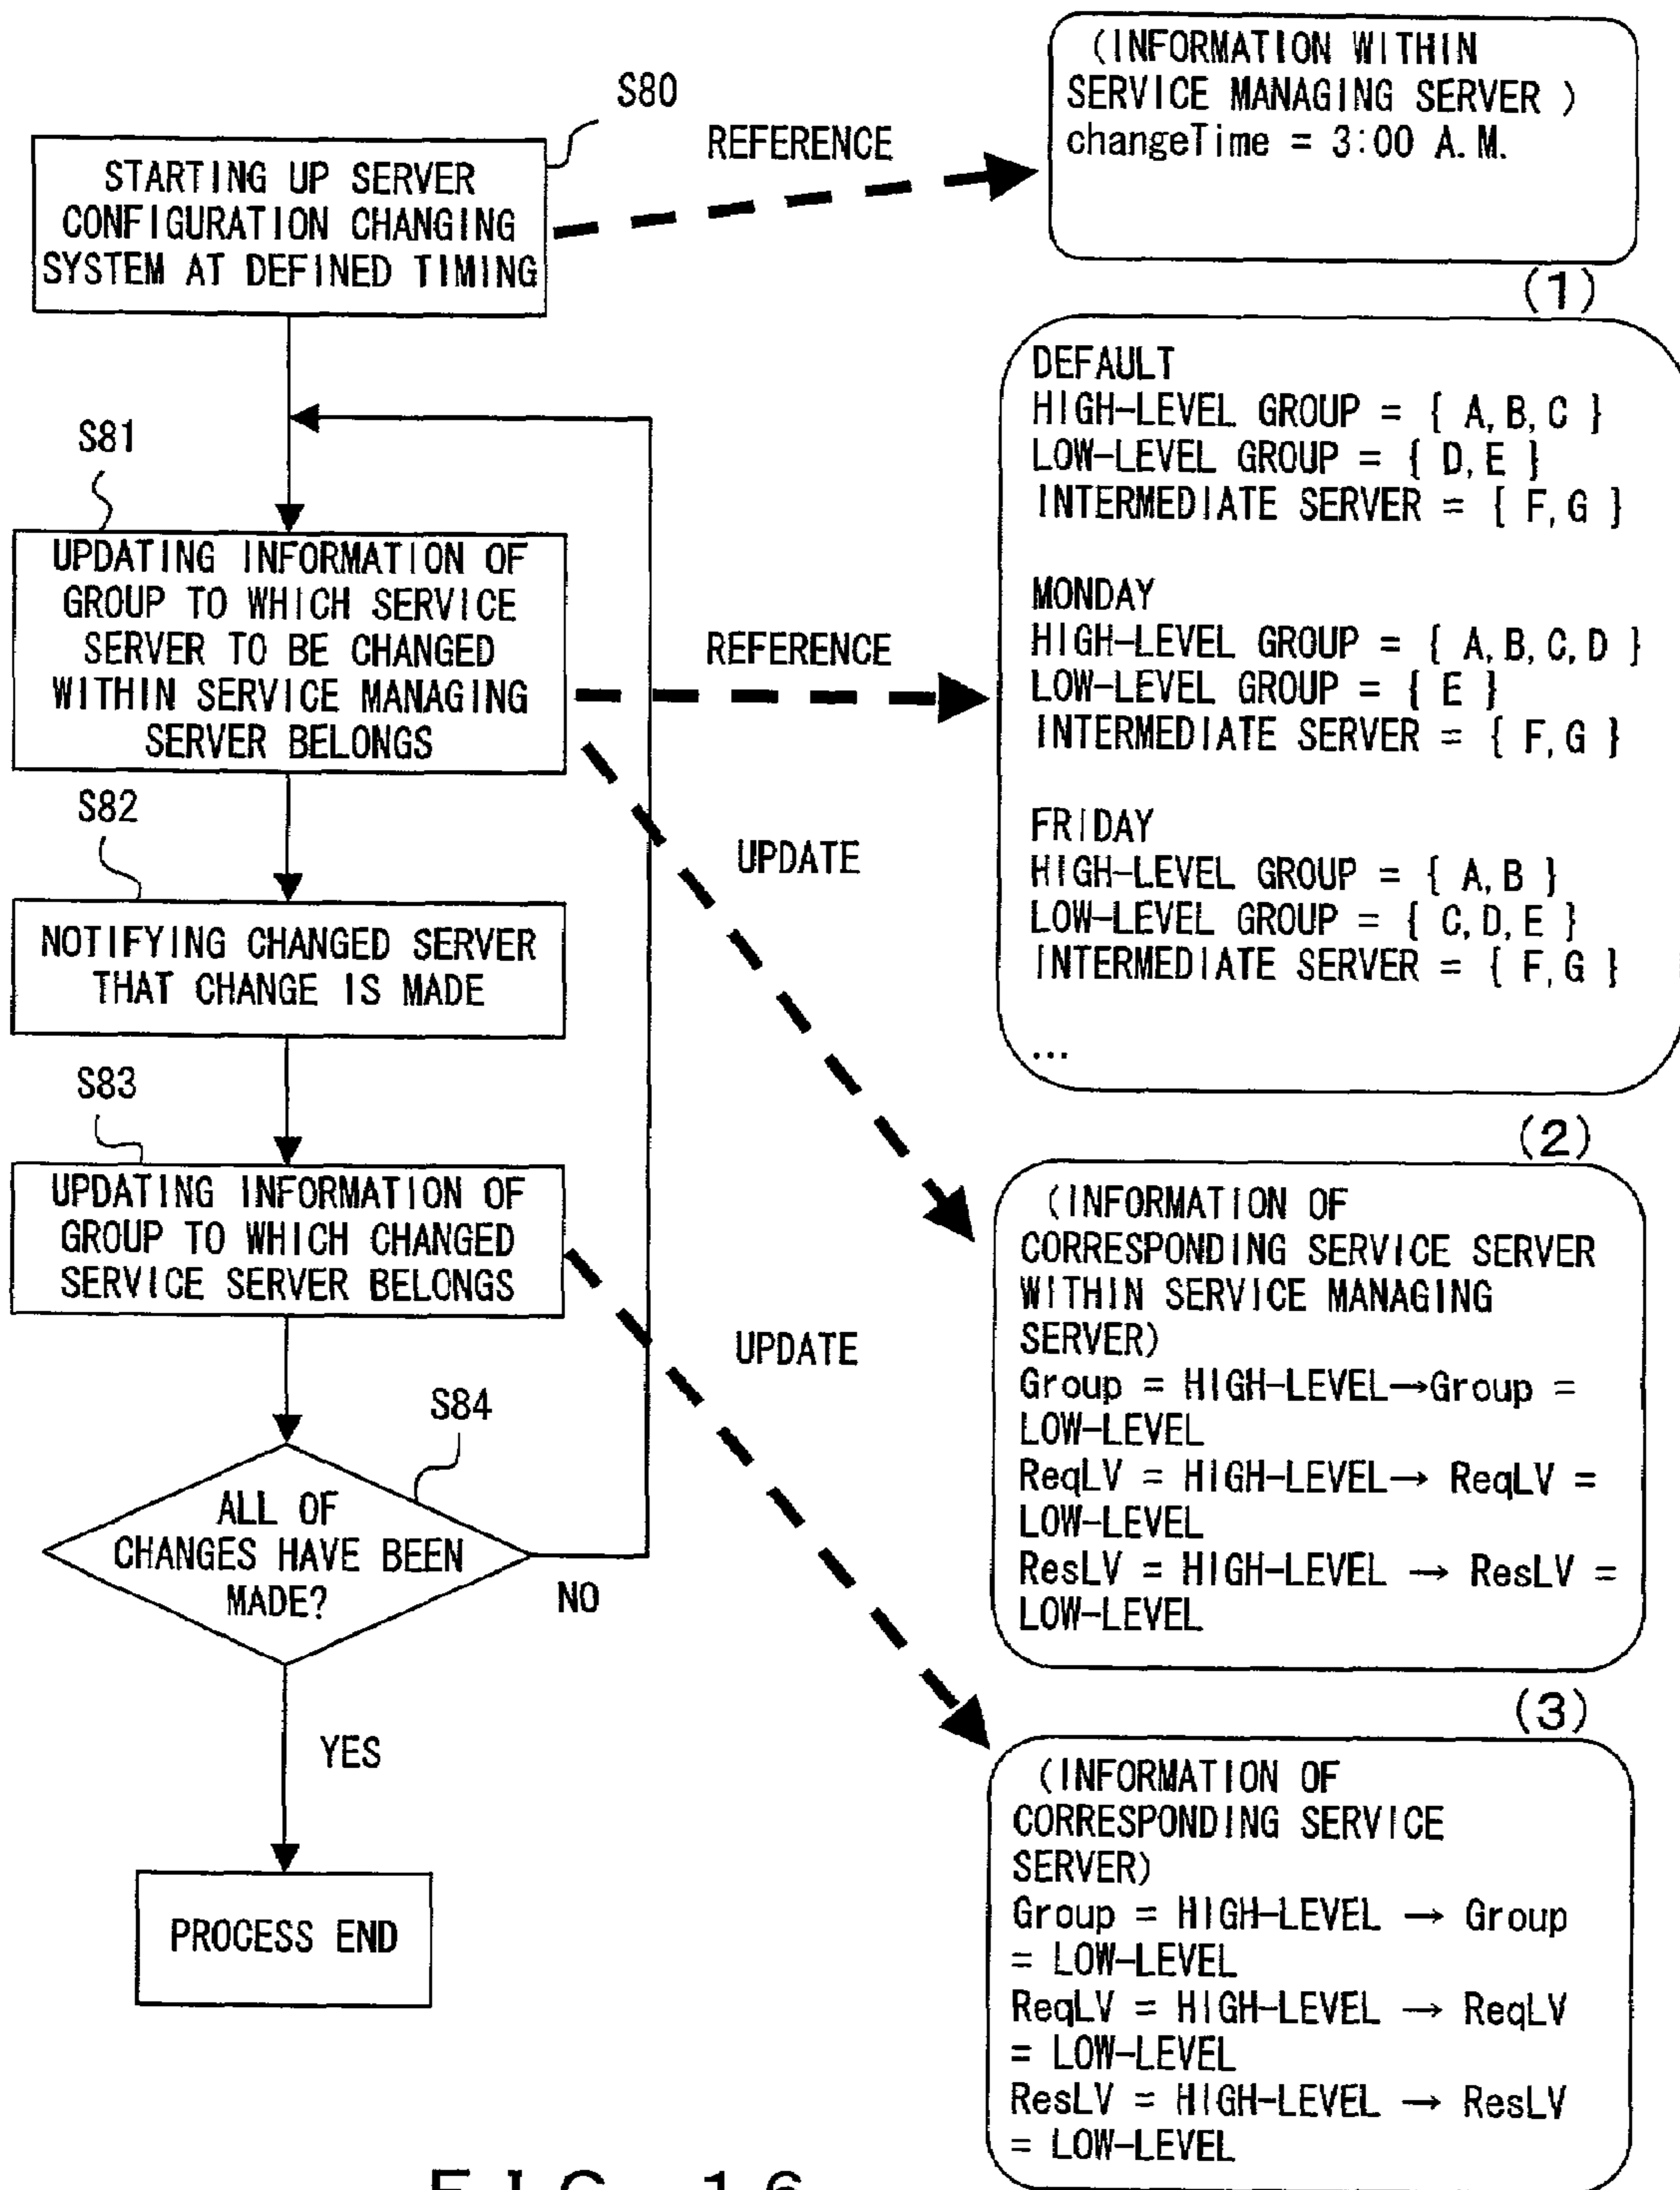 S80
STARTING UP SERVER
CONFIGURATION CHANGING
SYSTEM AT DEFINED TIMING
REFERENCE
(INFORMATION WITHIN
SERVICE MANAGING SERVER )
changeTime = 3:00 A.M.
(1)
S81
UPDATING INFORMATION OF
GROUP TO WHICH SERVICE
SERVER TO BE CHANGED
WITHIN SERVICE MANAGING
SERVER BELONGS
REFERENCE
DEFAULT
HIGH-LEVEL GROUP = { A, B, C }
LOW-LEVEL GROUP = { D, E }
INTERMEDIATE SERVER = { F, G }
MONDAY
HIGH-LEVEL GROUP = { A, B, C, D }
LOW-LEVEL GROUP = { E }
INTERMEDIATE SERVER = { F, G }
FRIDAY
HIGH-LEVEL GROUP = { A, B }
LOW-LEVEL GROUP = { C, D, E }
INTERMEDIATE SERVER = { F, G }
...
(2)
UPDATE
S82
NOTIFYING CHANGED SERVER
THAT CHANGE IS MADE
S83
UPDATING INFORMATION OF
GROUP TO WHICH CHANGED
SERVICE SERVER BELONGS
UPDATE
(INFORMATION OF
CORRESPONDING SERVICE SERVER
WITHIN SERVICE MANAGING
SERVER)
Group = HIGH-LEVEL→Group =
LOW-LEVEL
ReqLV = HIGH-LEVEL→ ReqLV =
LOW-LEVEL
ResLV = HIGH-LEVEL → ResLV =
LOW-LEVEL
(3)
S84
ALL OF
CHANGES HAVE BEEN
MADE?
NO
YES
PROCESS END
(INFORMATION OF
CORRESPONDING SERVICE
SERVER)
Group = HIGH-LEVEL → Group
= LOW-LEVEL
ReqLV = HIGH-LEVEL → ReqLV
= LOW-LEVEL
ResLV = HIGH-LEVEL → ResLV
= LOW-LEVEL
FIG. 16